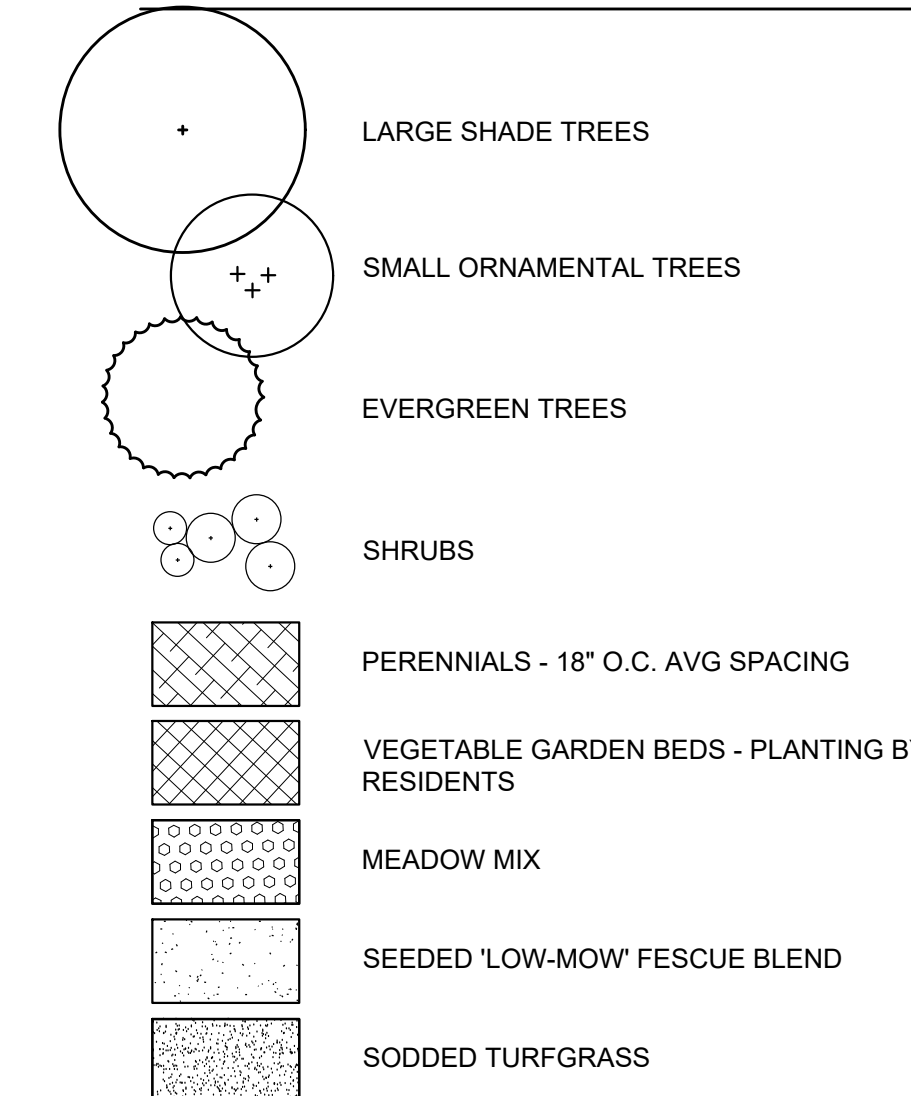 LARGE SHADE TREES
SMALL ORNAMENTAL TREES
EVERGREEN TREES
SHRUBS
PERENNIALS - 18" O.C. AVG SPACING
VEGETABLE GARDEN BEDS - PLANTING BY
RESIDENTS
MEADOW MIX
SEEDED 'LOW-MOW' FESCUE BLEND
SODDED TURFGRASS